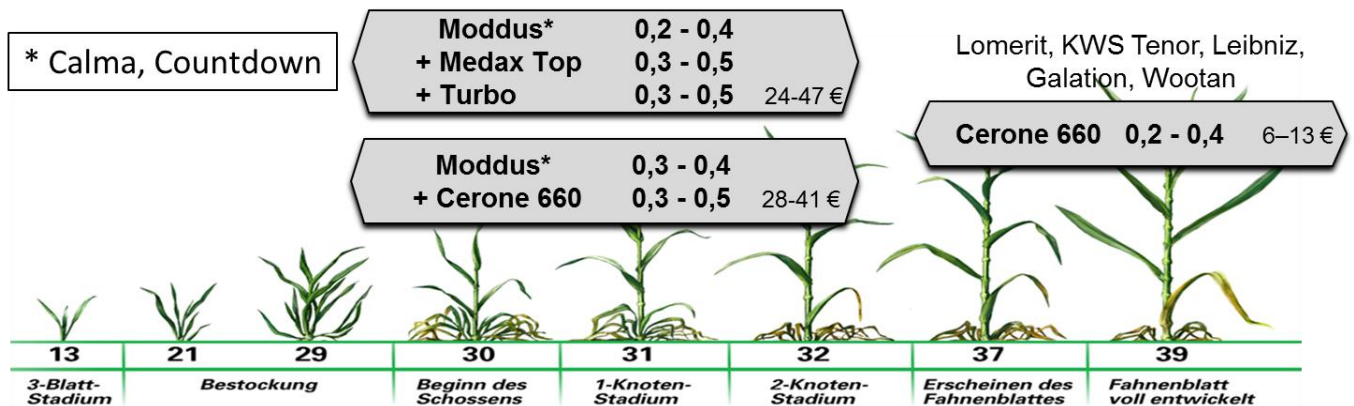 * Calma, Countdown
Moddus* 0,2 - 0,4
+ Medax Top 0,3 - 0,5
+ Turbo 0,3 - 0,5 24-47 €
Lomerit, KWS Tenor, Leibniz,
Galation, Wootan
Cerone 660 0,2 - 0,4 6–13 €
Moddus* 0,3 - 0,4
+ Cerone 660 0,3 - 0,5 28-41 €
13 21 29 30 31 32 37 39
3-Blatt- Bestockung Beginn des 1-Knoten- 2-Knoten- Erscheinen des Fahnenblatt
Stadium Schossens Stadium Stadium Fahnenblattes voll entwickelt